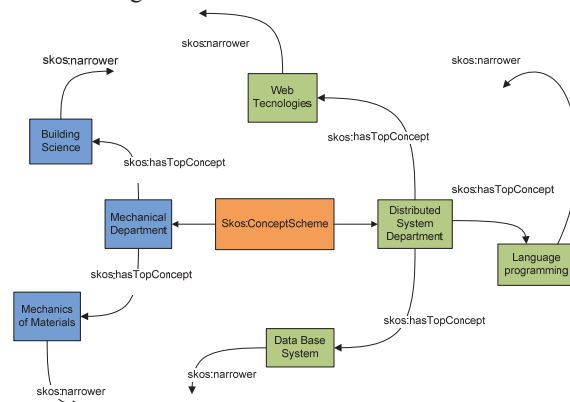 skos:narrower
skos:narrower
skos:narrower
Web
Tecnologies
Building
Science
skos:hasTopConcept
skos:hasTopConcept
skos:hasTopConcept
Mechanical
Department
Skos:ConceptScheme
Distributed
System
Department
Language
programming
skos:hasTopConcept
Mechanics
of Materials
skos:hasTopConcept
Data Base
System
skos:narrower
skos:narrower